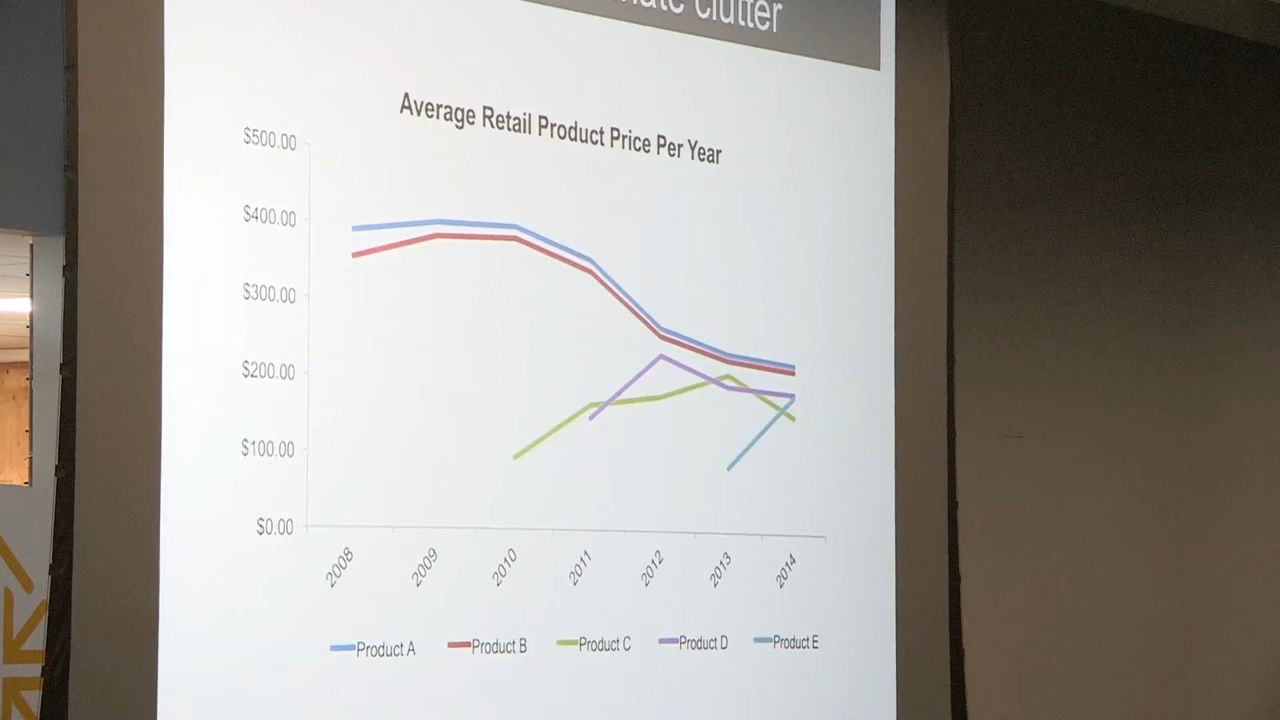 clutter
Average Retail Product Price Per Year
$500.00
$400.00
$300.00
$200.00
$100.00
$0.00
2008 2009 2010 2011 2012 2013 2014
Product A Product B Product C Product D Product E